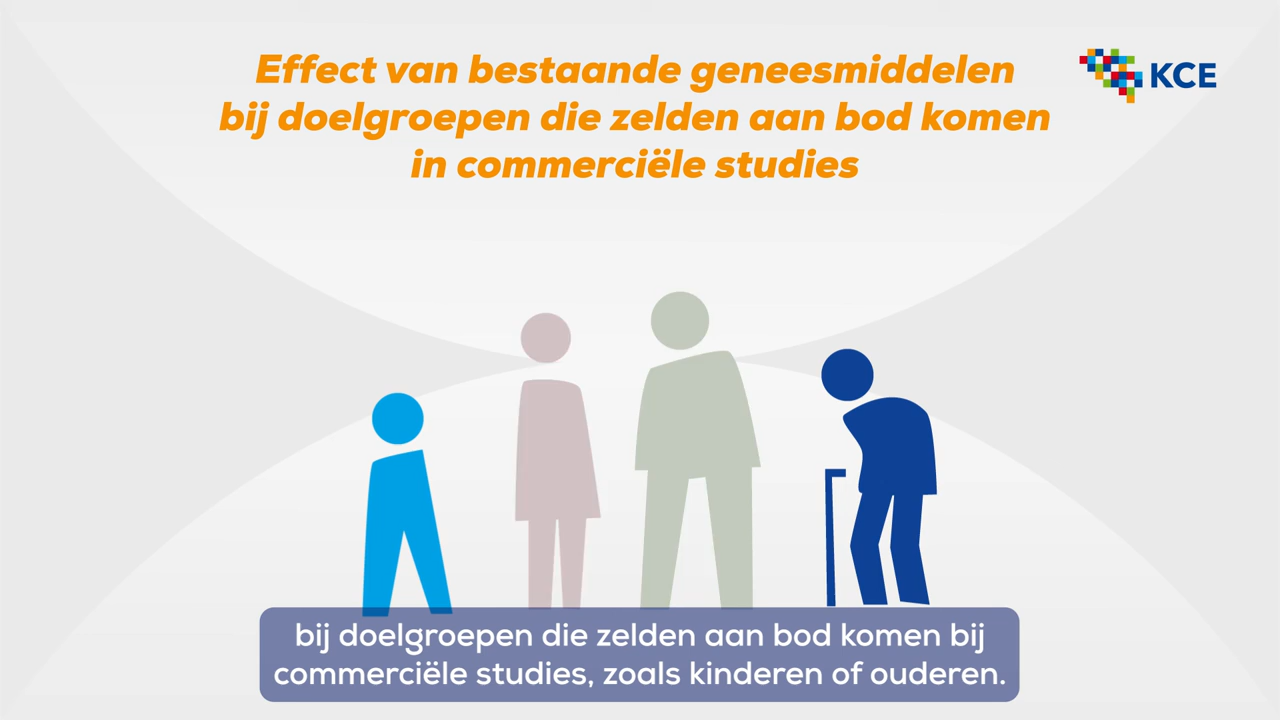 Effect van bestaande geneesmiddelen
bij doelgroepen die zelden aan bod komen
in commerciële studies
KCE
bij doelgroepen die zelden aan bod komen bij
commerciële studies, zoals kinderen of ouderen.